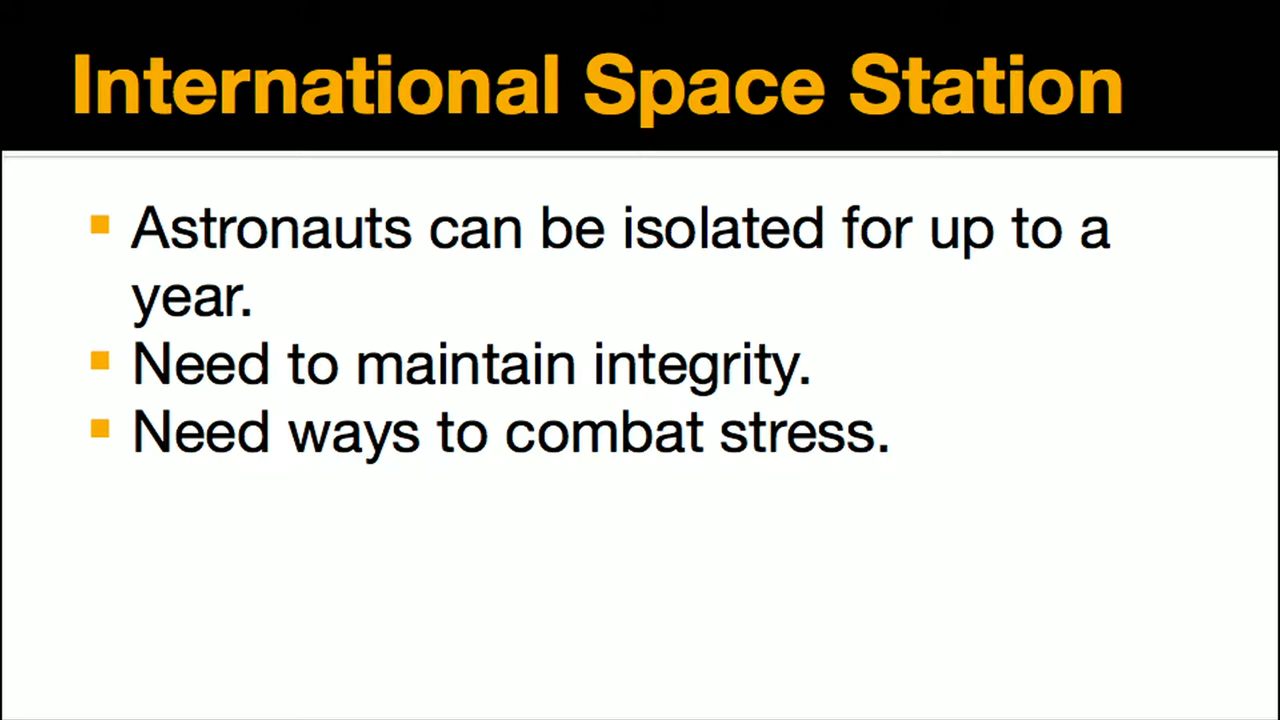 International Space Station
Astronauts can be isolated for up to a
year.
Need to maintain integrity.
Need ways to combat stress.